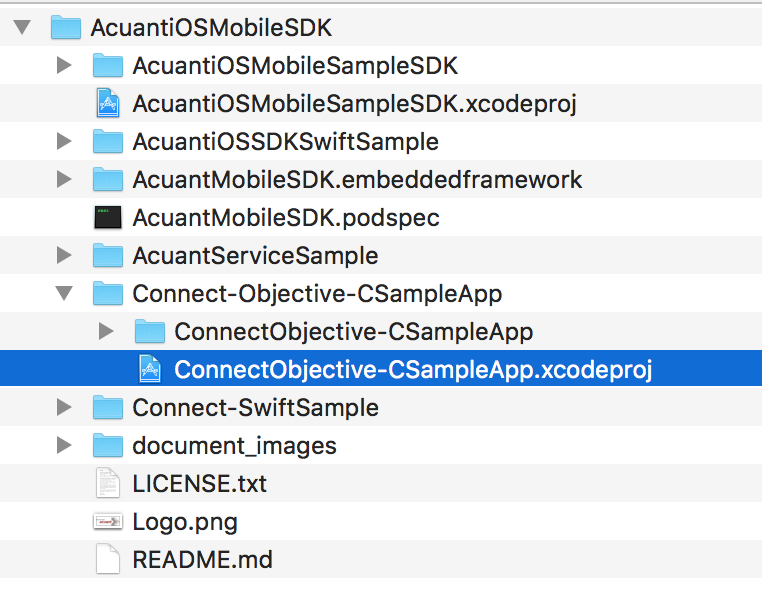 AcuantiOSMobileSDK
AcuantiOSMobileSampleSDK
AcuantiOSMobileSampleSDK.xcodeproj
AcuantiOSSDKSwiftSample
AcuantMobileSDK.embeddedframework
AcuantMobileSDK.podspec
AcuantServiceSample
Connect-Objective-CSampleApp
ConnectObjective-CSampleApp
ConnectObjective-CSampleApp.xcodeproj
Connect-SwiftSample
document_images
LICENSE.txt
Logo.png
README.md